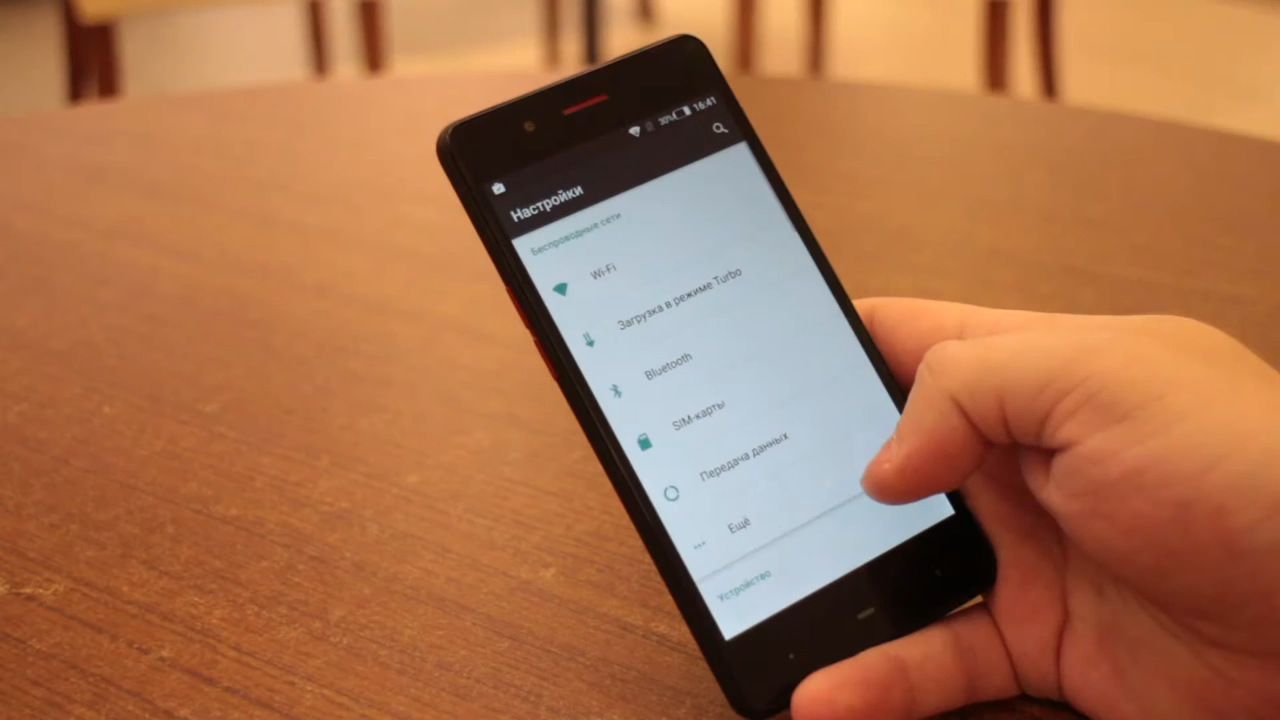 30% 16:41
Настройки
Беспроводные сети
Wi-Fi
Загрузка в режиме Turbo
Bluetooth
SIM-карты
Передача данных
Ещё
Устройство